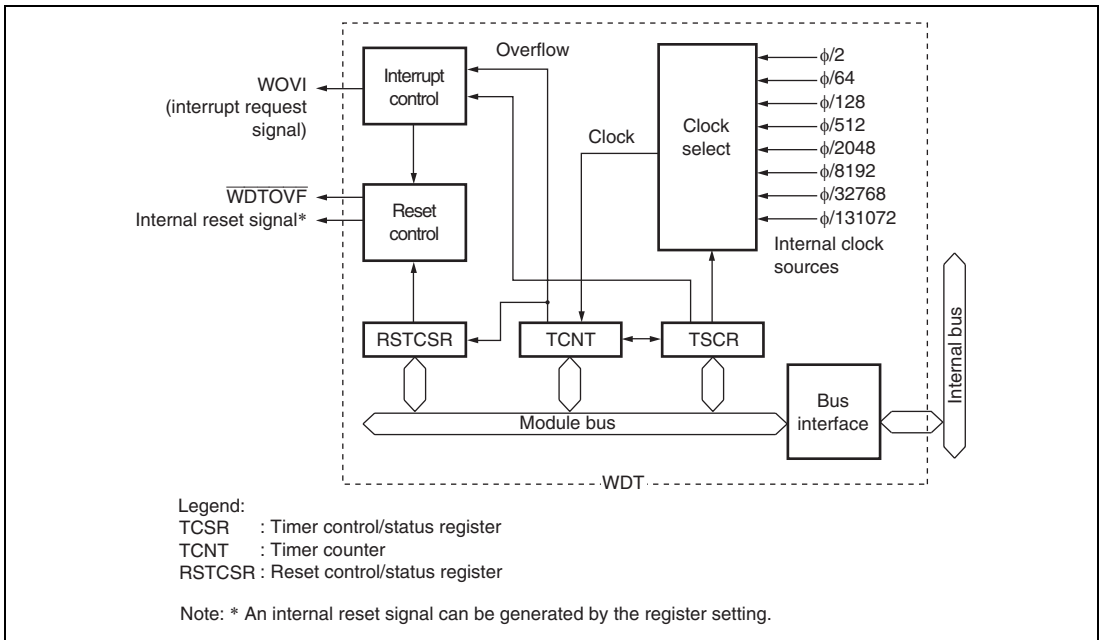 Overflow
Interrupt
control
WOVI
(interrupt request
signal)
Clock
Clock
select
ϕ/2
ϕ/64
ϕ/128
ϕ/512
ϕ/2048
ϕ/8192
ϕ/32768
ϕ/131072
Internal clock
sources
WDTOVF
Internal reset signal*
Reset
control
RSTCSR
TCNT
TSCR
Module bus
Bus
interface
Internal bus
WDT
Legend:
TCSR : Timer control/status register
TCNT : Timer counter
RSTCSR : Reset control/status register
Note: * An internal reset signal can be generated by the register setting.